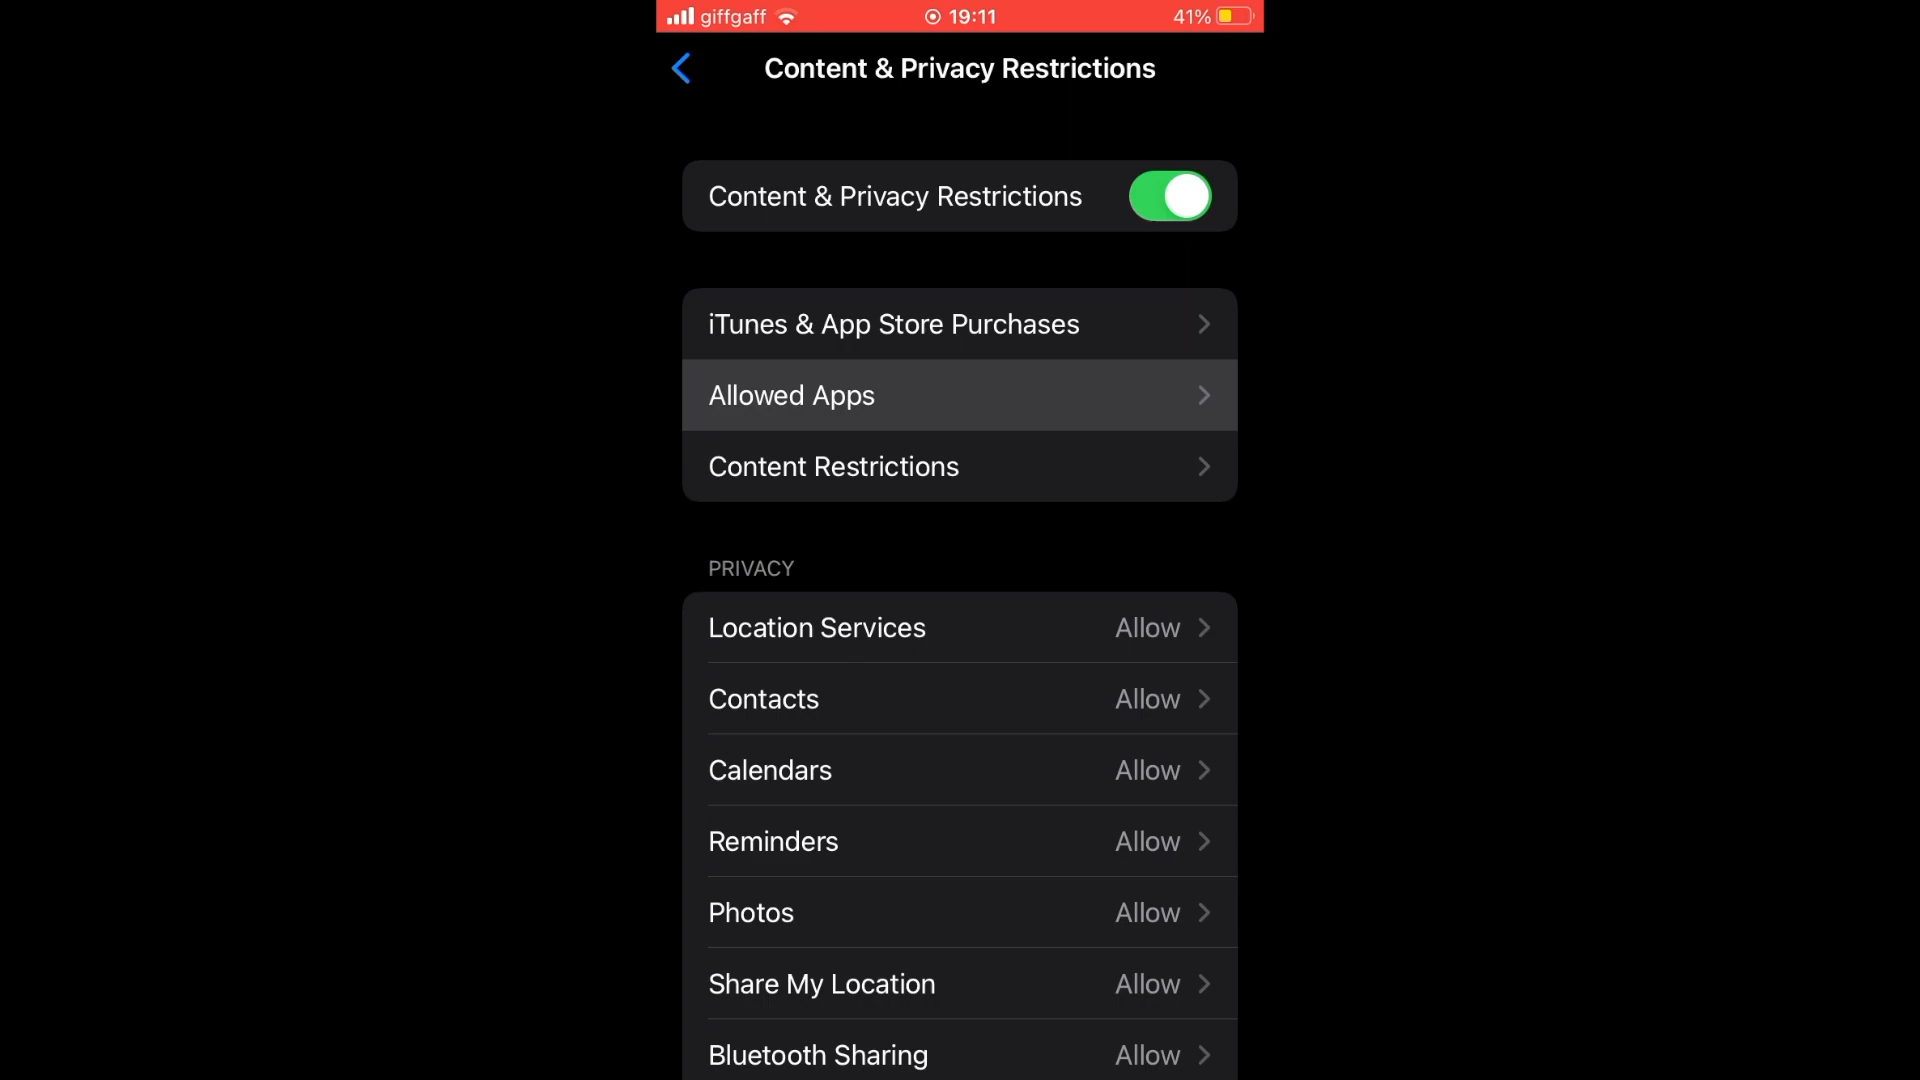 giffgaff 19:11 41%
Content & Privacy Restrictions
Content & Privacy Restrictions
iTunes & App Store Purchases
Allowed Apps
Content Restrictions
PRIVACY
Location Services Allow
Contacts Allow
Calendars Allow
Reminders Allow
Photos Allow
Share My Location Allow
Bluetooth Sharing Allow